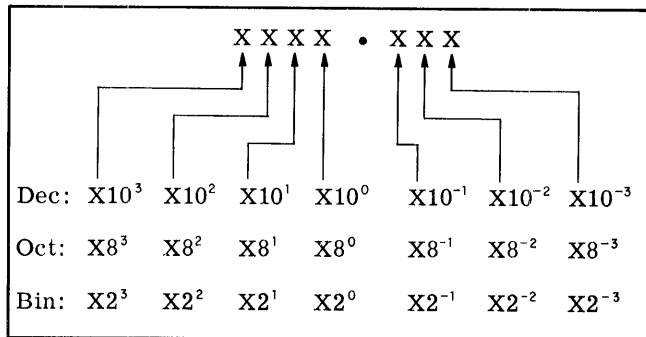 X X X X • X X X
Dec: X10³ X10² X10¹ X10⁰ X10⁻¹ X10⁻² X10⁻³
Oct: X8³ X8² X8¹ X8⁰ X8⁻¹ X8⁻² X8⁻³
Bin: X2³ X2² X2¹ X2⁰ X2⁻¹ X2⁻² X2⁻³